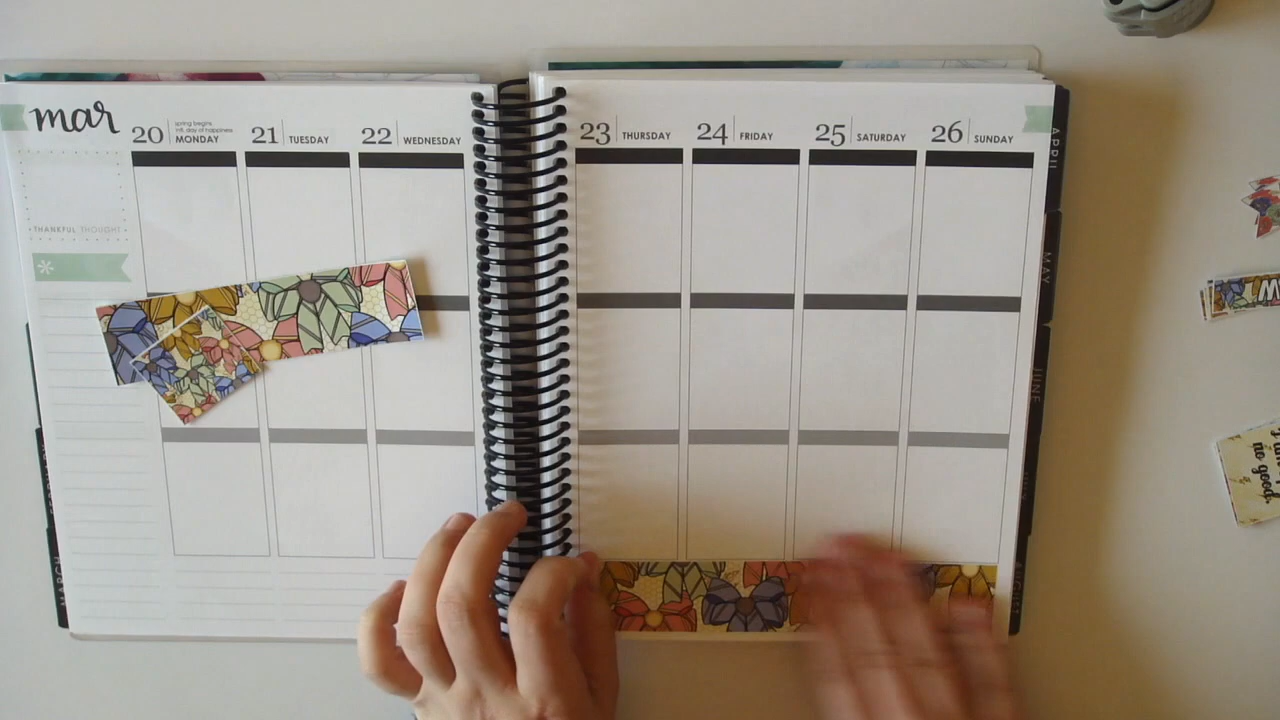 mar
20 spring begins. int. day of happiness. MONDAY
21 TUESDAY
22 WEDNESDAY
23 THURSDAY
24 FRIDAY
25 SATURDAY
26 SUNDAY
THANKFUL THOUGHT
APRIL
MAY
JUNE
MARCH
no good.